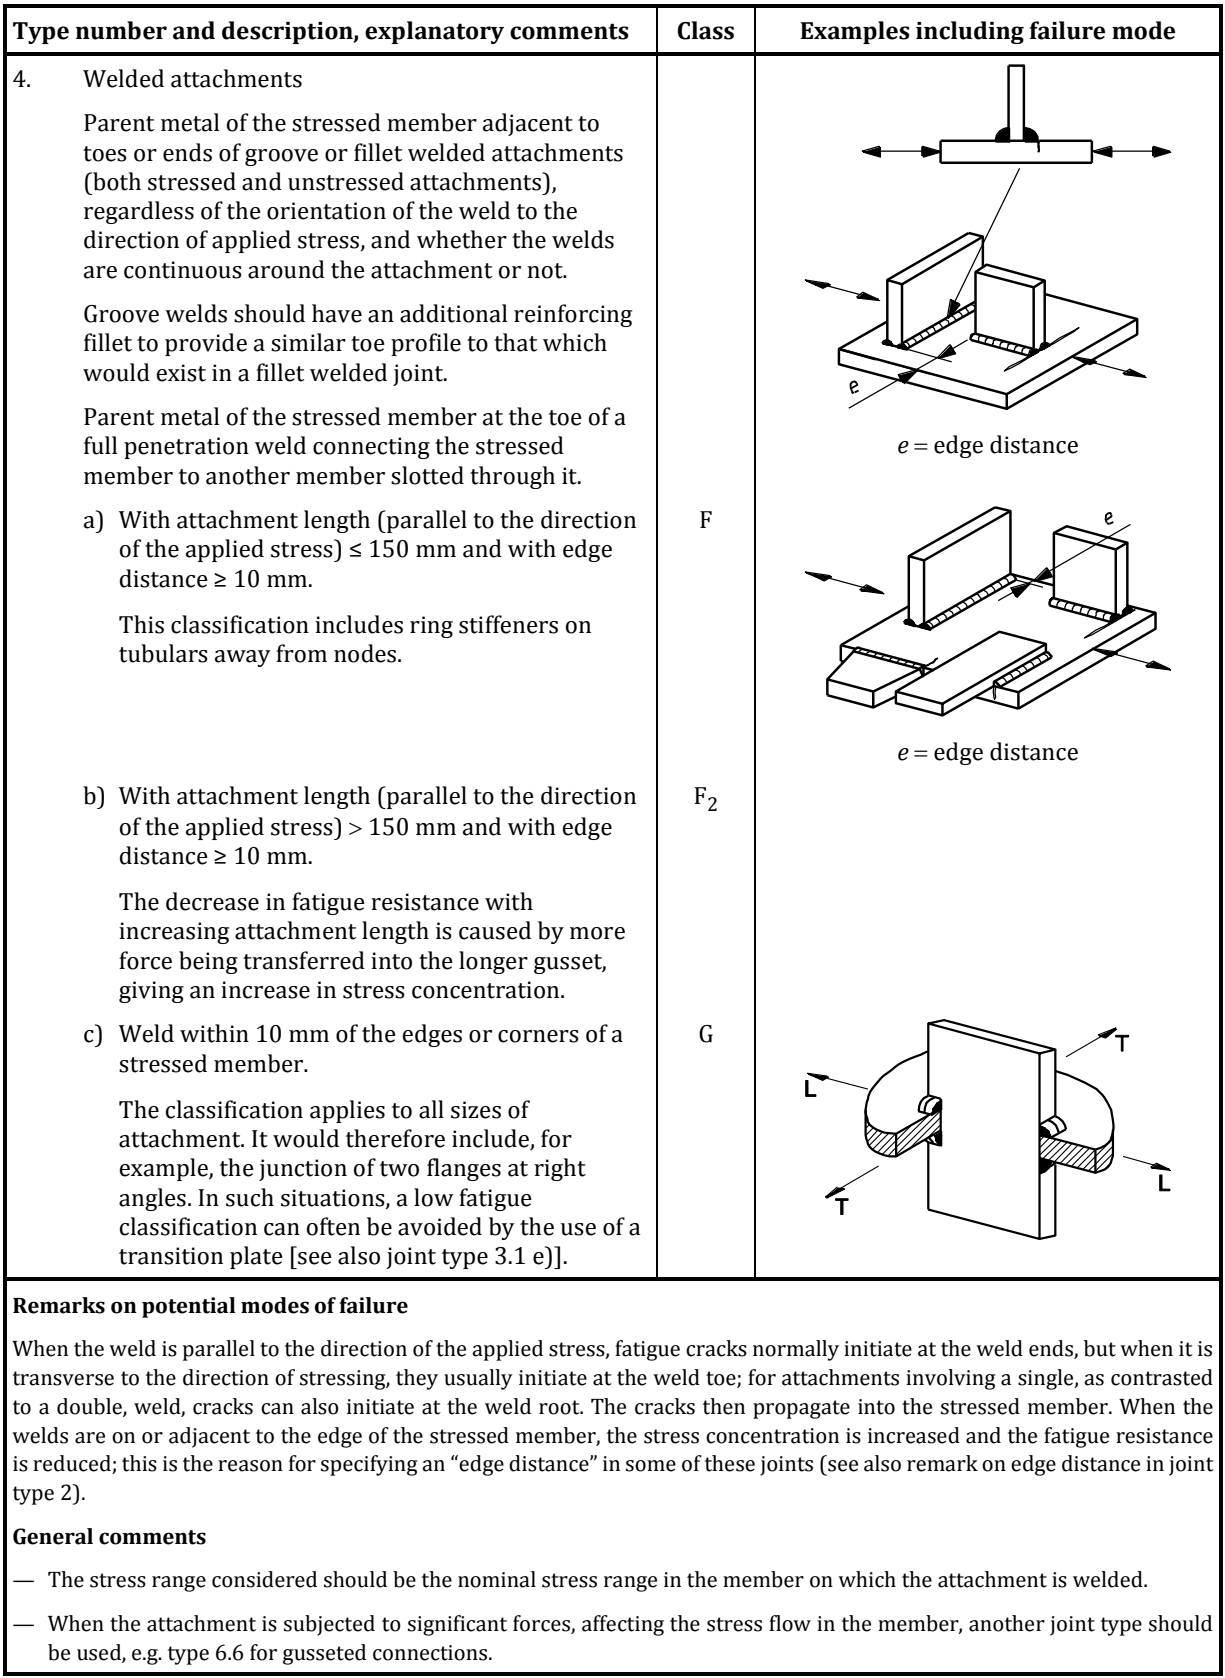 Type number and description, explanatory comments
Class
Examples including failure mode
4. Welded attachments
Parent metal of the stressed member adjacent to
toes or ends of groove or fillet welded attachments
(both stressed and unstressed attachments),
regardless of the orientation of the weld to the
direction of applied stress, and whether the welds
are continuous around the attachment or not.
Groove welds should have an additional reinforcing
fillet to provide a similar toe profile to that which
would exist in a fillet welded joint.
Parent metal of the stressed member at the toe of a
full penetration weld connecting the stressed
member to another member slotted through it.
e
e = edge distance
a) With attachment length (parallel to the direction
of the applied stress) ≤ 150 mm and with edge
distance ≥ 10 mm.
This classification includes ring stiffeners on
tubulars away from nodes.
F
e
e = edge distance
b) With attachment length (parallel to the direction
of the applied stress) > 150 mm and with edge
distance ≥ 10 mm.
The decrease in fatigue resistance with
increasing attachment length is caused by more
force being transferred into the longer gusset,
giving an increase in stress concentration.
F₂
c) Weld within 10 mm of the edges or corners of a
stressed member.
The classification applies to all sizes of
attachment. It would therefore include, for
example, the junction of two flanges at right
angles. In such situations, a low fatigue
classification can often be avoided by the use of a
transition plate [see also joint type 3.1 e)].
G
T
L
L
T
Remarks on potential modes of failure
When the weld is parallel to the direction of the applied stress, fatigue cracks normally initiate at the weld ends, but when it is
transverse to the direction of stressing, they usually initiate at the weld toe; for attachments involving a single, as contrasted
to a double, weld, cracks can also initiate at the weld root. The cracks then propagate into the stressed member. When the
welds are on or adjacent to the edge of the stressed member, the stress concentration is increased and the fatigue resistance
is reduced; this is the reason for specifying an “edge distance” in some of these joints (see also remark on edge distance in joint
type 2).
General comments
— The stress range considered should be the nominal stress range in the member on which the attachment is welded.
— When the attachment is subjected to significant forces, affecting the stress flow in the member, another joint type should
be used, e.g. type 6.6 for gusseted connections.